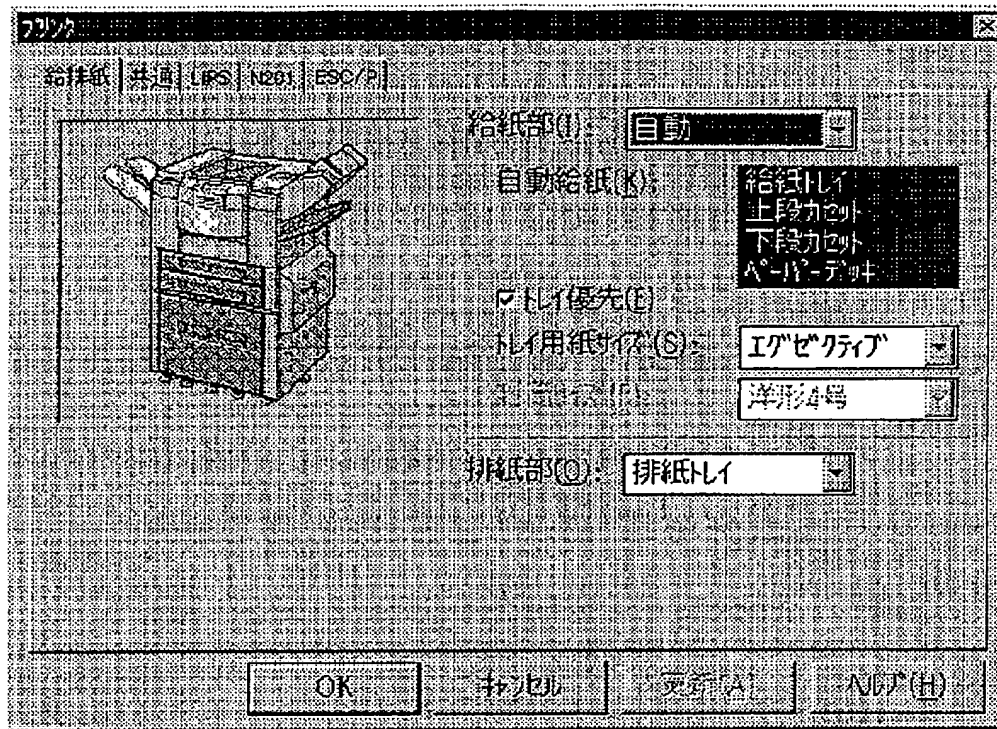 プリンタ
給排紙 共通 LIPS N201 ESC/P
給紙部(I): 自動
自動給紙(K): 給紙トレイ
上段カセット
下段カセット
ペーパーデッキ
トレイ優先(E)
トレイ用紙サイズ(S): エグゼクティブ
洋形4号
排紙部(O): 排紙トレイ
OK キャンセル 更新(A) ヘルプ(H)